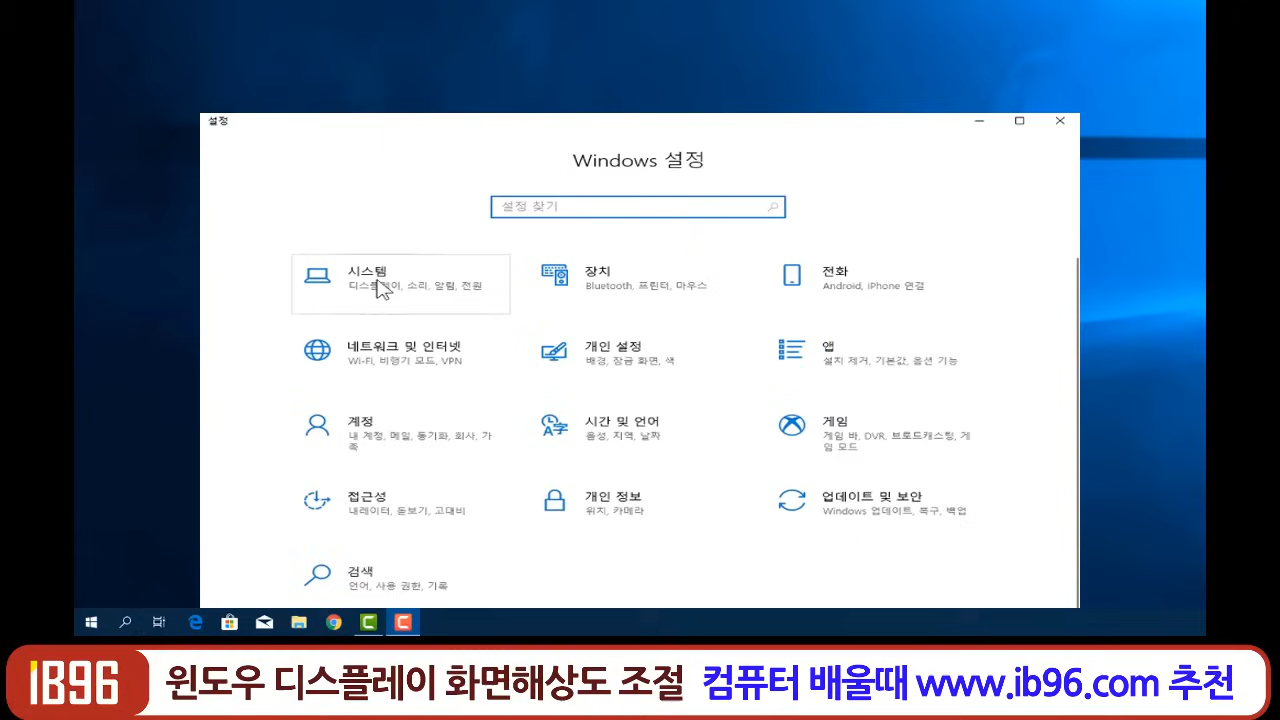 설정
Windows 설정
설정 찾기
시스템
디스플레이, 소리, 알림, 전원
장치
Bluetooth, 프린터, 마우스
전화
Android, iPhone 연결
네트워크 및 인터넷
Wi-Fi, 비행기 모드, VPN
개인 설정
배경, 잠금 화면, 색
앱
설치 제거, 기본값, 옵션 기능
계정
내 계정, 메일, 동기화, 회사, 가
족
시간 및 언어
음성, 지역, 날짜
게임
게임 바, DVR, 브로드캐스팅, 게
임 모드
접근성
내레이터, 돋보기, 고대비
개인 정보
위치, 카메라
업데이트 및 보안
Windows 업데이트, 복구, 백업
검색
언어, 사용 권한, 기록
IB96 윈도우 디스플레이 화면해상도 조절 컴퓨터 배울때 www.ib96.com 추천